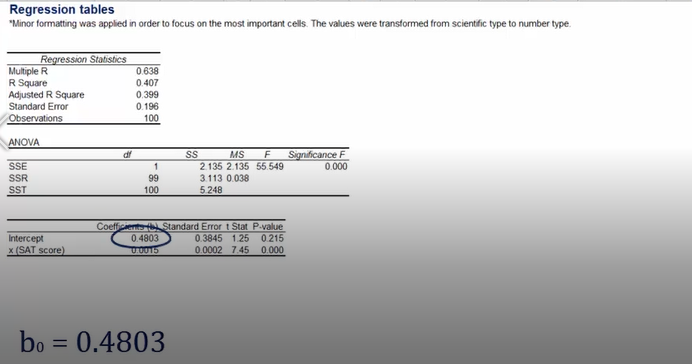 Regression tables
*Minor formatting was applied in order to focus on the most important cells. The values were transformed from scientific type to number type.
Regression Statistics
Multiple R 0.638
R Square 0.407
Adjusted R Square 0.399
Standard Error 0.196
Observations 100
ANOVA
df SS MS F Significance F
SSE 1 2.135 2.135 55.549 0.000
SSR 99 3.113 0.038
SST 100 5.248
Coefficients (b) Standard Error t Stat P-value
Intercept 0.4803 0.3845 1.25 0.215
x (SAT score) 0.0015 0.0002 7.45 0.000
b₀ = 0.4803